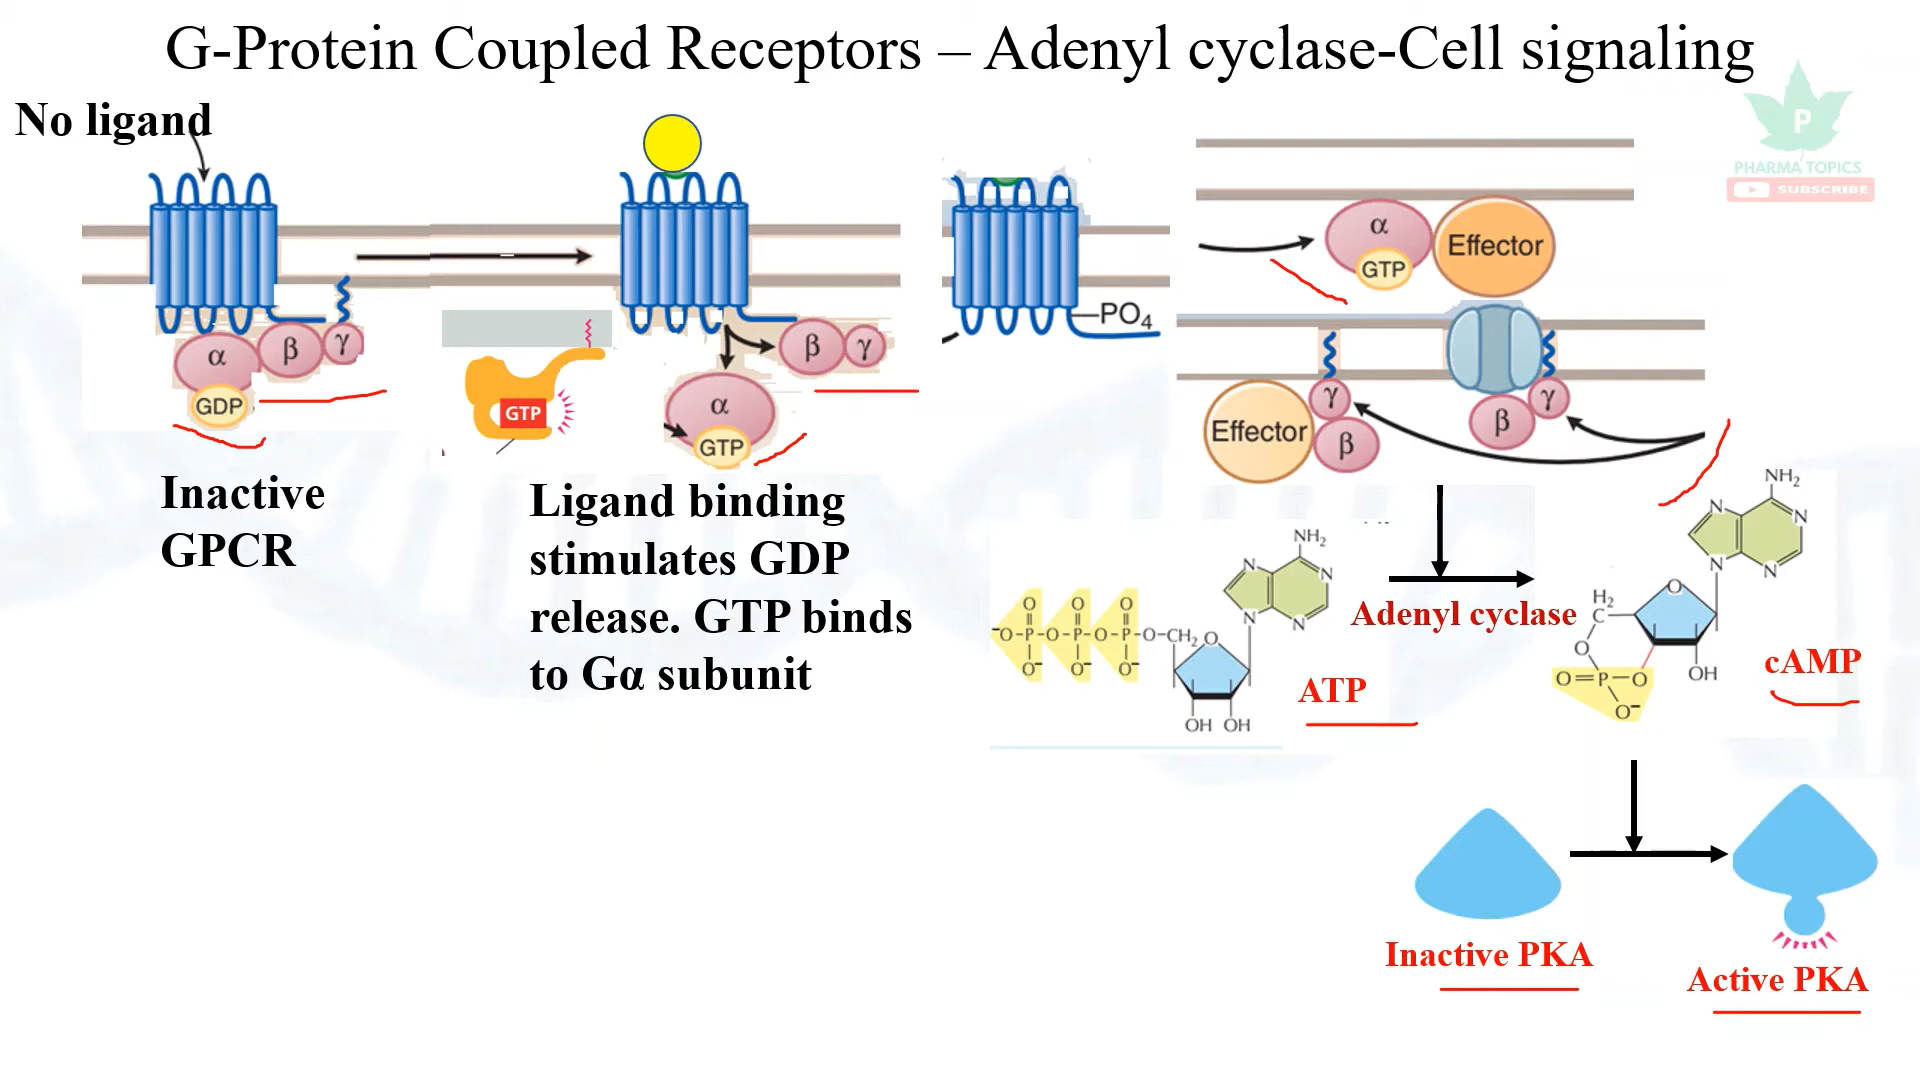 G-Protein Coupled Receptors – Adenyl cyclase-Cell signaling
P
PHARMA TOPICS
SUBSCRIBE
No ligand
α
β
γ
GDP
Inactive
GPCR
GTP
α
GTP
β
γ
Ligand binding
stimulates GDP
release. GTP binds
to Gα subunit
–PO₄
α
GTP
Effector
Effector
γ
β
β
γ
NH₂
N
N
N
N
⁻O–P–O–P–O–P–O–CH₂
O
O
O
O
O⁻
O⁻
O⁻
OH OH
ATP
Adenyl cyclase
NH₂
N
N
N
N
H₂
C
O
O
O=P–O
O⁻
OH
cAMP
Inactive PKA
Active PKA